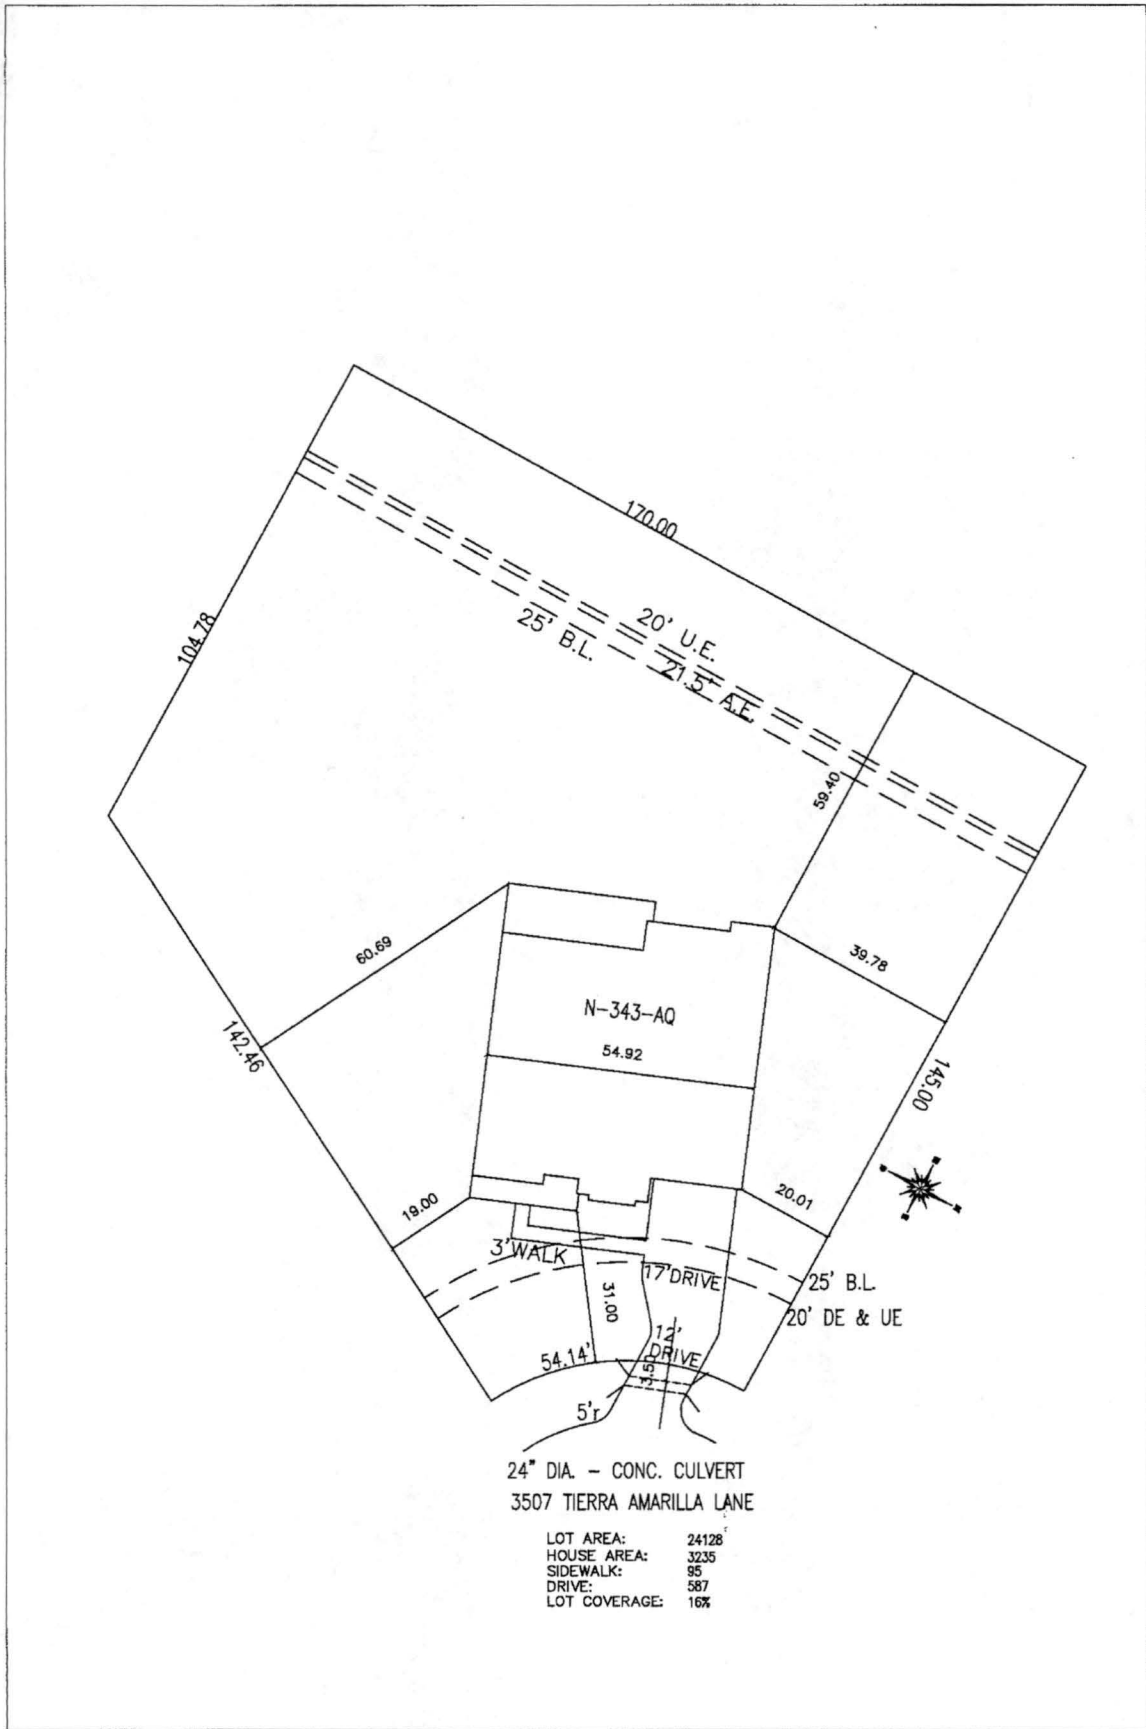 170.00
20' U.E.
25' B.L.
21.5' A.E.
104.78
59.40
60.69
39.78
N-343-AQ
54.92
142.46
145.00
19.00
20.01
3' WALK
17' DRIVE
25' B.L.
31.00
20' DE & UE
12'
DRIVE
54.14'
3.50
5'r
24" DIA. - CONC. CULVERT
3507 TIERRA AMARILLA LANE
LOT AREA: 24128
HOUSE AREA: 3235
SIDEWALK: 95
DRIVE: 587
LOT COVERAGE: 16%